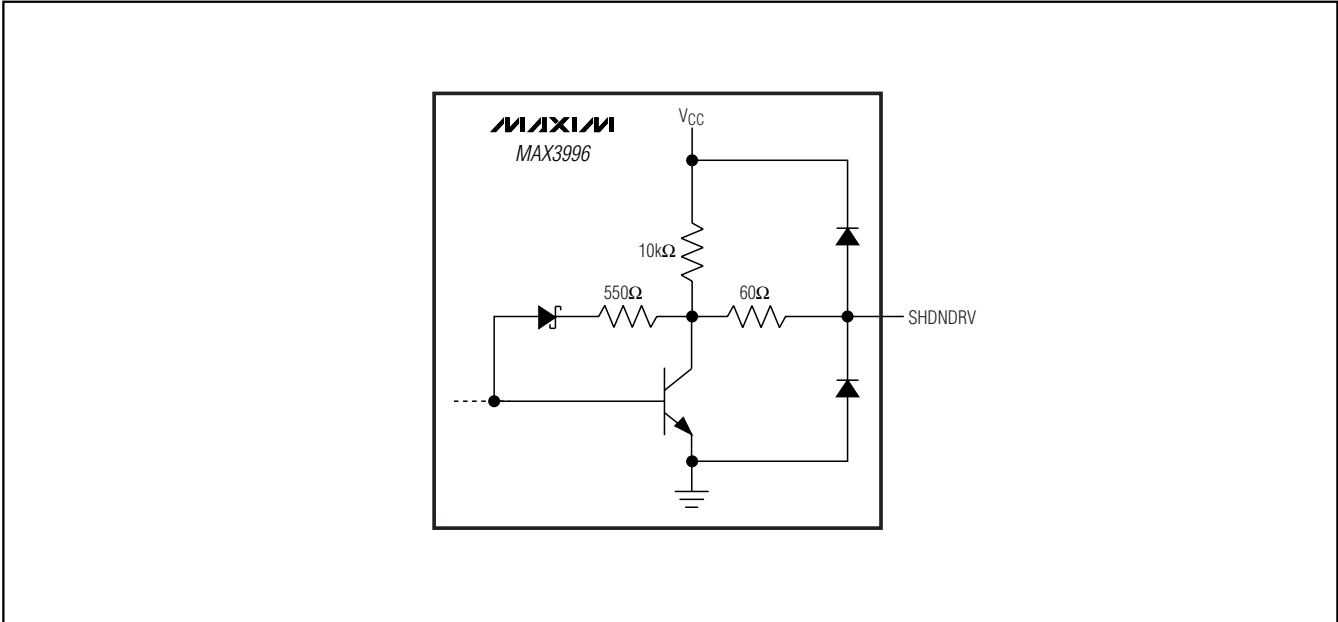 MAXIM
MAX3996
VCC
10kΩ
550Ω
60Ω
SHDNDRV